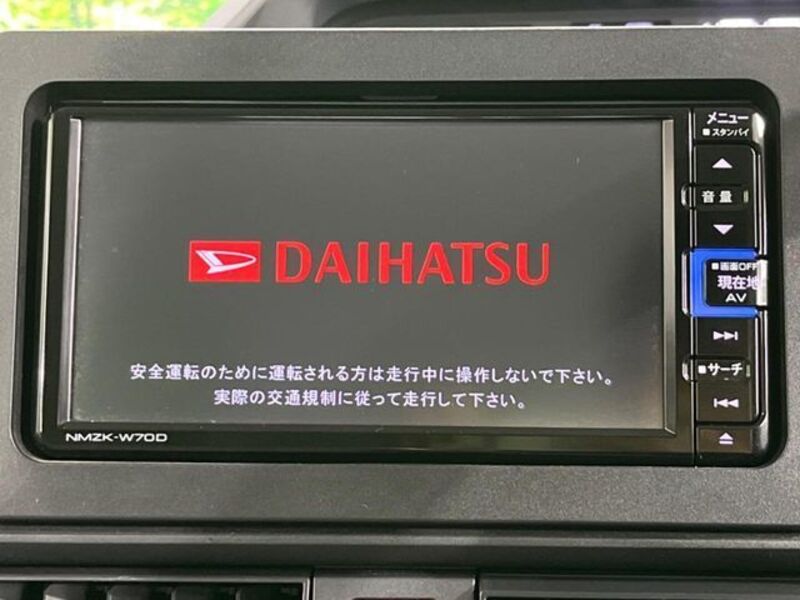 DAIHATSU
安全運転のために運転される方は走行中に操作しないで下さい。
実際の交通規制に従って走行して下さい。
NMZK-W70D
メニュー
■スタンバイ
音量
■画面OFF
現在地
AV
■サーチ